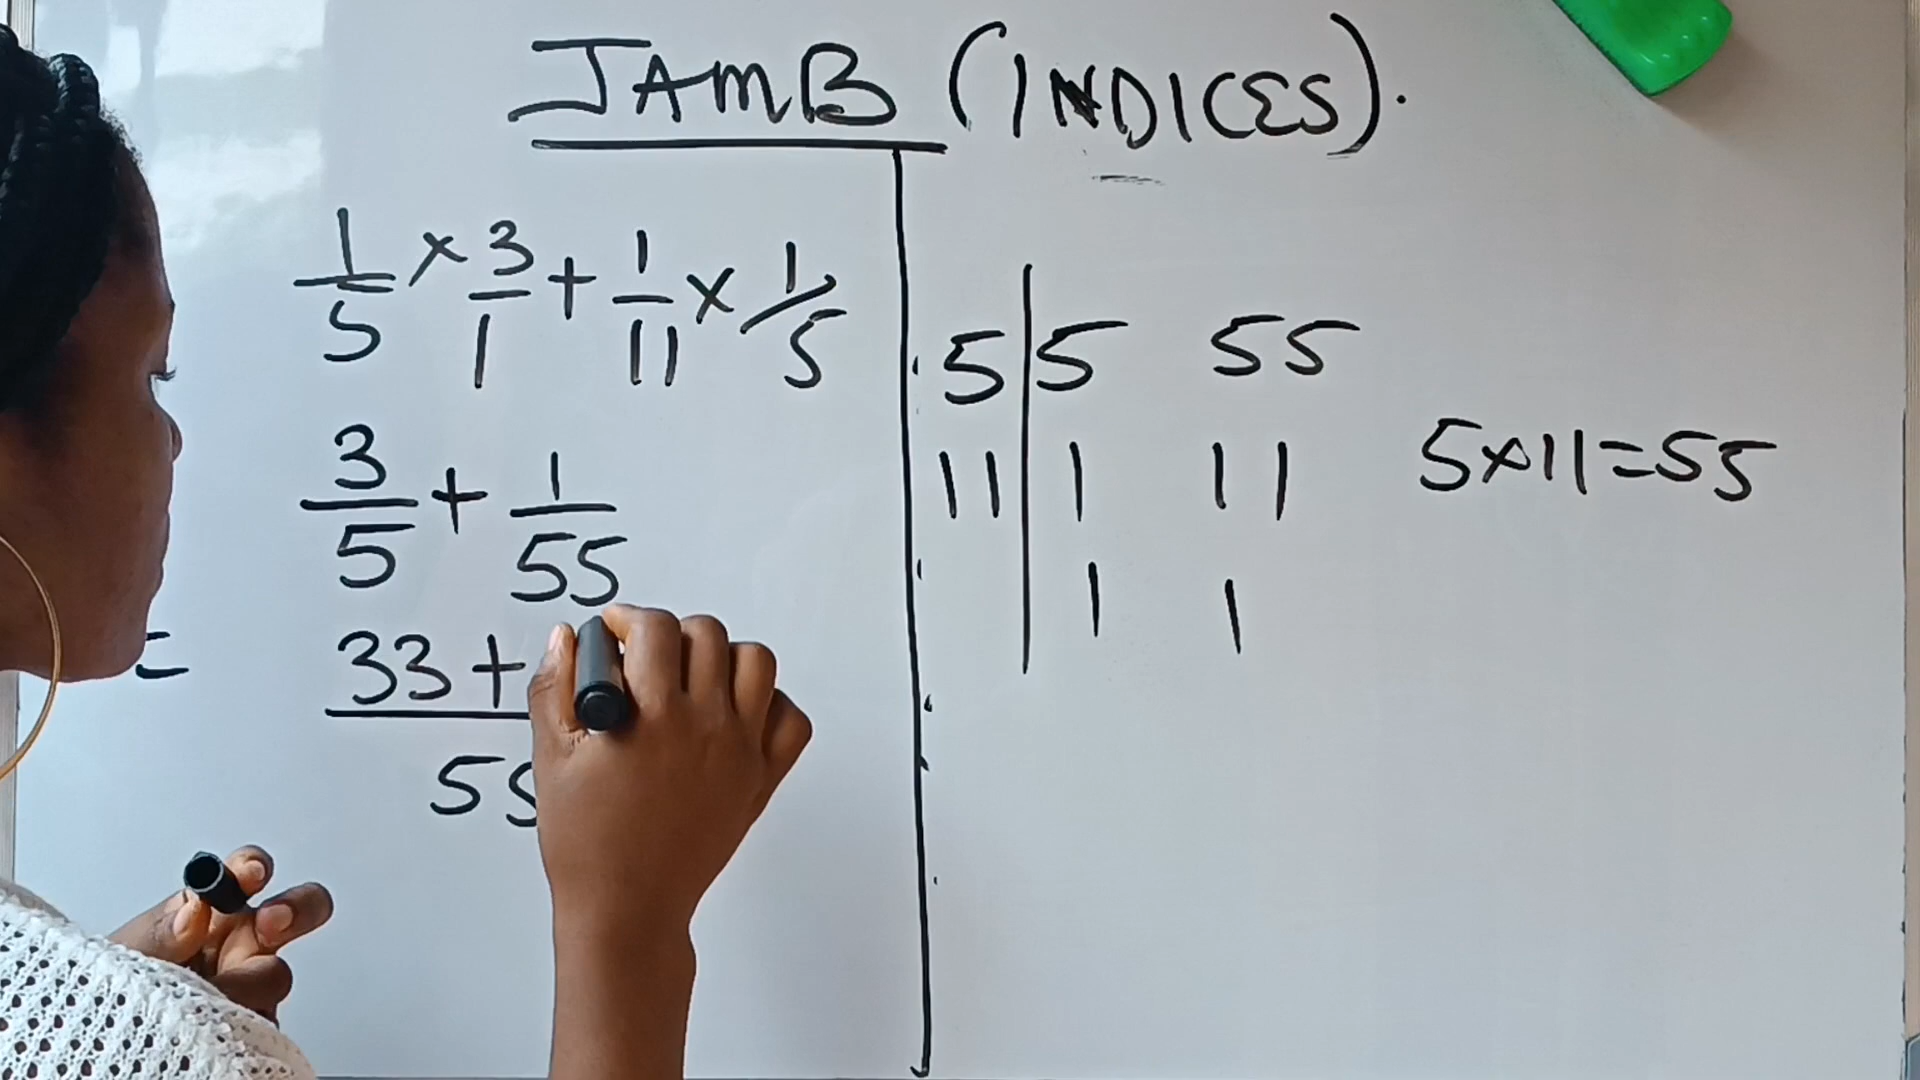 JAMB (INDICES).
1/5 × 3/1 + 1/11 × 1/5
3/5 + 1/55
= 33 +
55
5 | 5 55
11 | 1 11
1 1
5×11=55